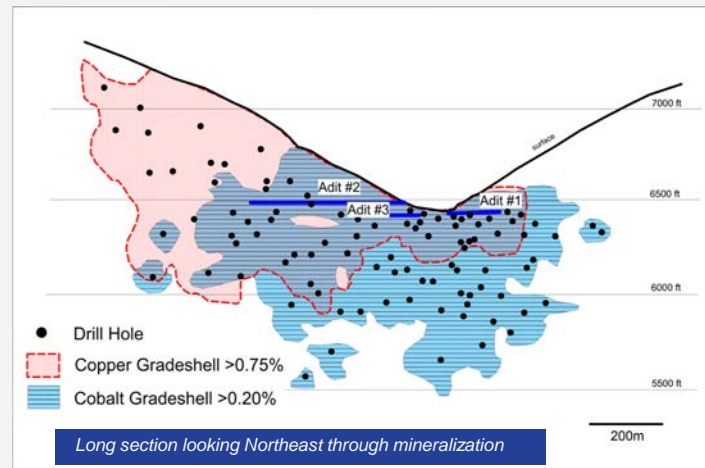 7000 ft
surface
6500 ft
Adit #2
Adit #1
Adit #3
6000 ft
Drill Hole
Copper Gradeshell >0.75%
Cobalt Gradeshell >0.20%
5500 ft
200m
Long section looking Northeast through mineralization